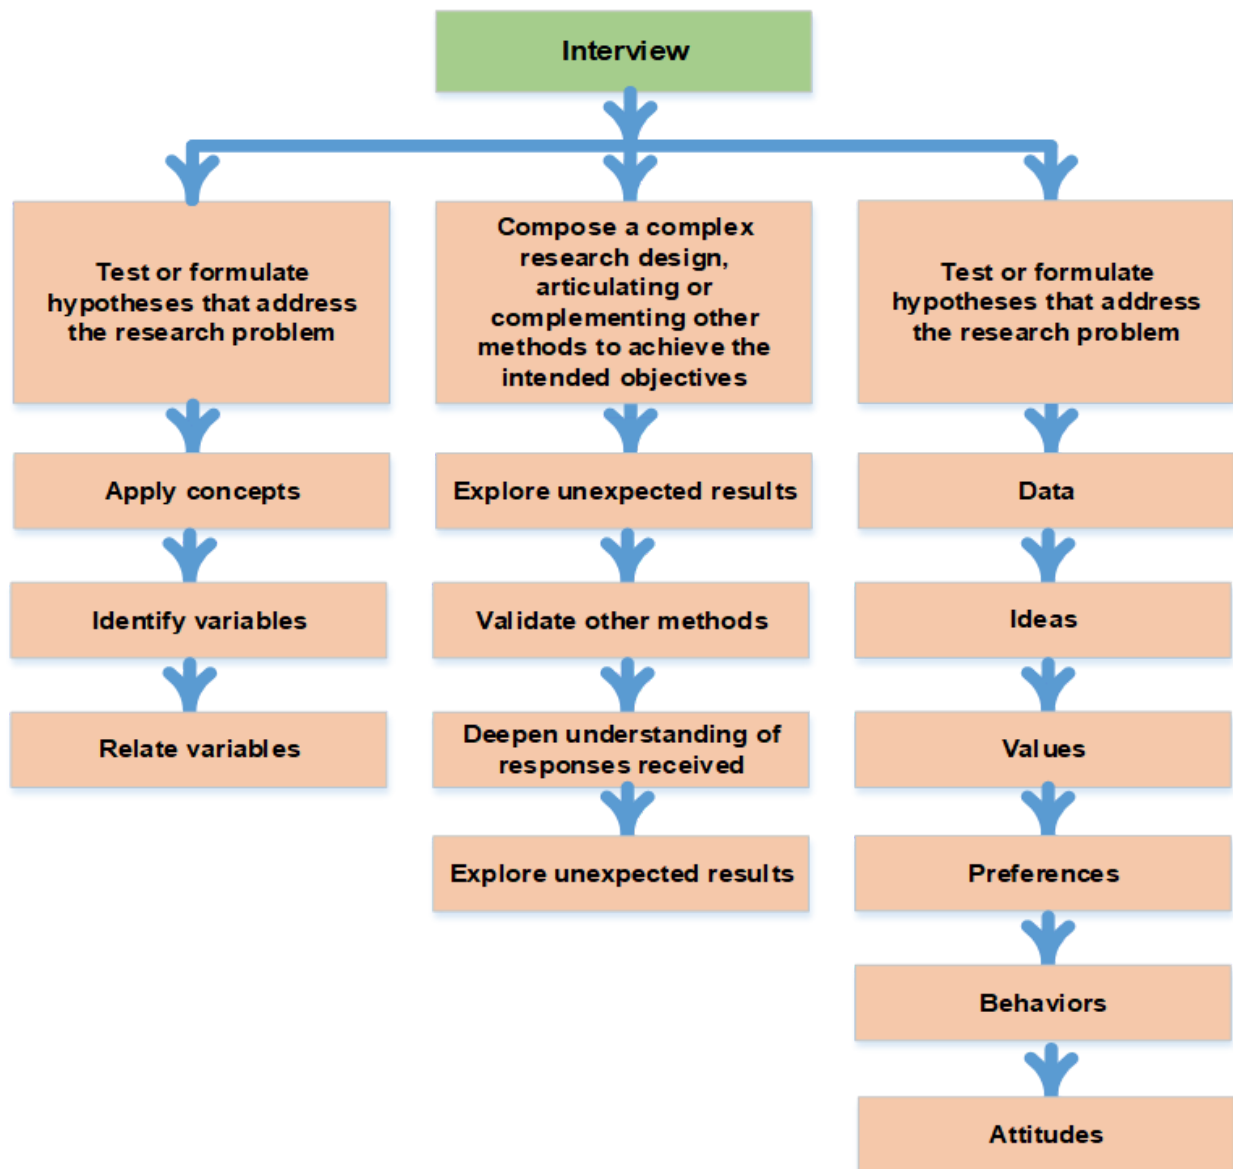 Interview
Test or formulate
hypotheses that address
the research problem
Apply concepts
Identify variables
Relate variables
Compose a complex
research design,
articulating or
complementing other
methods to achieve the
intended objectives
Explore unexpected results
Validate other methods
Deepen understanding of
responses received
Explore unexpected results
Test or formulate
hypotheses that address
the research problem
Data
Ideas
Values
Preferences
Behaviors
Attitudes